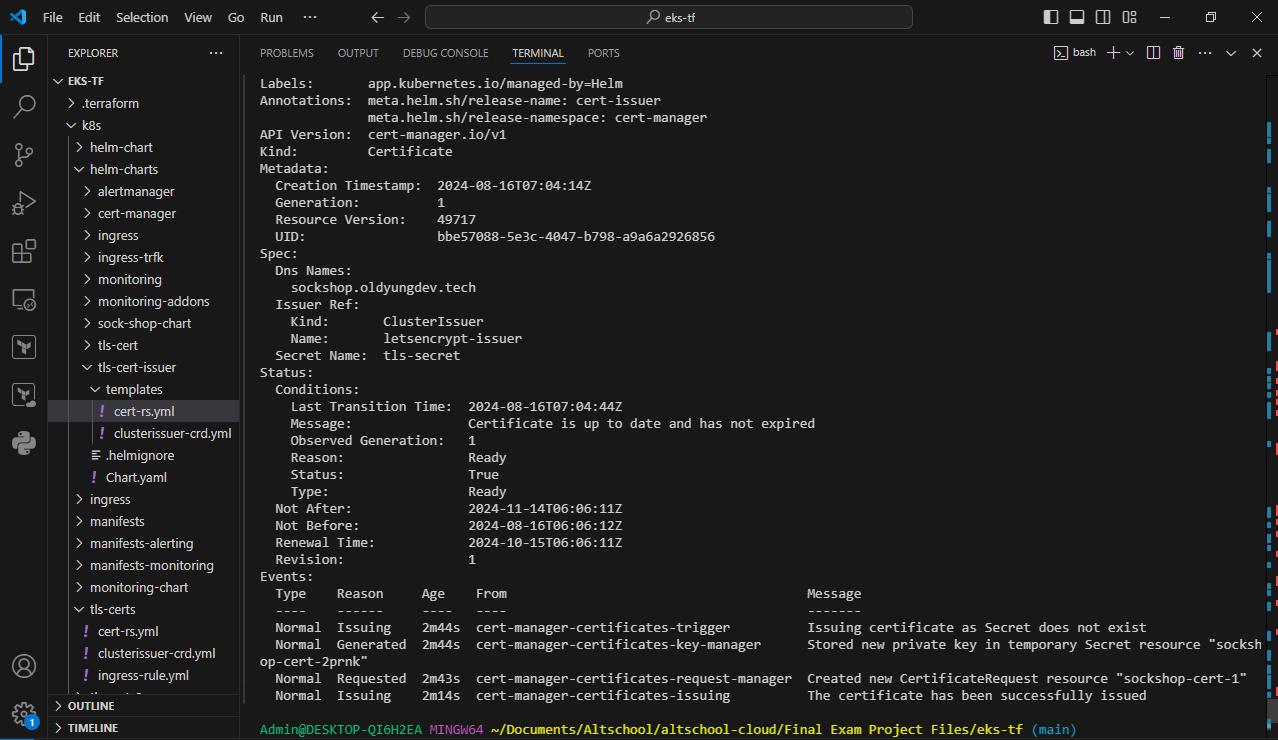 File Edit Selection View Go Run ··· eks-tf
EXPLORER ···
EKS-TF
.terraform
k8s
helm-chart
helm-charts
alertmanager
cert-manager
ingress
ingress-trfk
monitoring
monitoring-addons
sock-shop-chart
tls-cert
tls-cert-issuer
templates
! cert-rs.yml
! clusterissuer-crd.yml
.helmignore
! Chart.yaml
ingress
manifests
manifests-alerting
manifests-monitoring
monitoring-chart
tls-certs
! cert-rs.yml
! clusterissuer-crd.yml
! ingress-rule.yml
OUTLINE
TIMELINE
1
PROBLEMS OUTPUT DEBUG CONSOLE TERMINAL PORTS bash ···
Labels: app.kubernetes.io/managed-by=Helm
Annotations: meta.helm.sh/release-name: cert-issuer
meta.helm.sh/release-namespace: cert-manager
API Version: cert-manager.io/v1
Kind: Certificate
Metadata:
Creation Timestamp: 2024-08-16T07:04:14Z
Generation: 1
Resource Version: 49717
UID: bbe57088-5e3c-4047-b798-a9a6a2926856
Spec:
Dns Names:
sockshop.oldyungdev.tech
Issuer Ref:
Kind: ClusterIssuer
Name: letsencrypt-issuer
Secret Name: tls-secret
Status:
Conditions:
Last Transition Time: 2024-08-16T07:04:44Z
Message: Certificate is up to date and has not expired
Observed Generation: 1
Reason: Ready
Status: True
Type: Ready
Not After: 2024-11-14T06:06:11Z
Not Before: 2024-08-16T06:06:12Z
Renewal Time: 2024-10-15T06:06:11Z
Revision: 1
Events:
Type Reason Age From Message
---- ------ ---- ---- -------
Normal Issuing 2m44s cert-manager-certificates-trigger Issuing certificate as Secret does not exist
Normal Generated 2m44s cert-manager-certificates-key-manager Stored new private key in temporary Secret resource "socksh
op-cert-2prnk"
Normal Requested 2m43s cert-manager-certificates-request-manager Created new CertificateRequest resource "sockshop-cert-1"
Normal Issuing 2m14s cert-manager-certificates-issuing The certificate has been successfully issued
Admin@DESKTOP-QI6H2EA MINGW64 ~/Documents/Altschool/altschool-cloud/Final Exam Project Files/eks-tf (main)